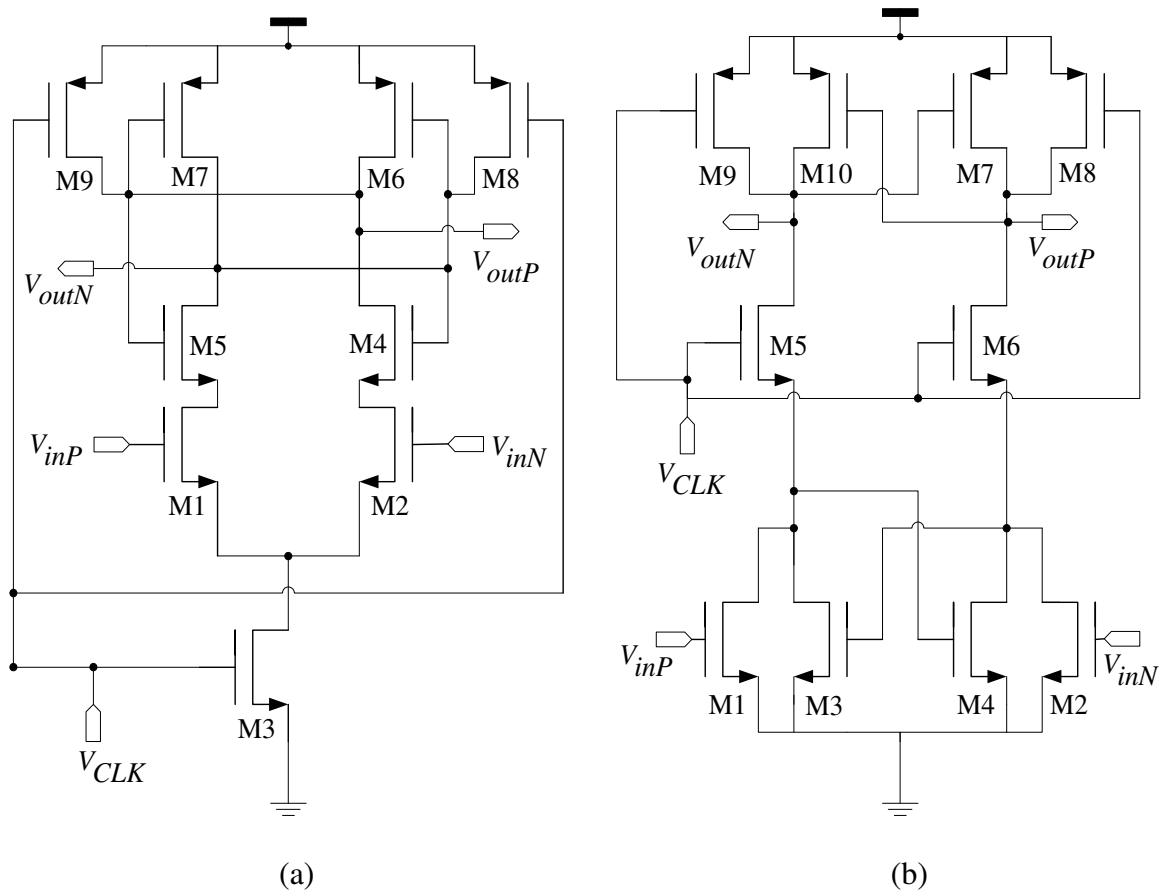 M9
M7
M6
M8
V_outP
V_outN
M5
M4
V_inP
V_inN
M1
M2
M3
V_CLK
(a)
M9
M10
M7
M8
V_outN
V_outP
M5
M6
V_CLK
V_inP
V_inN
M1
M3
M4
M2
(b)